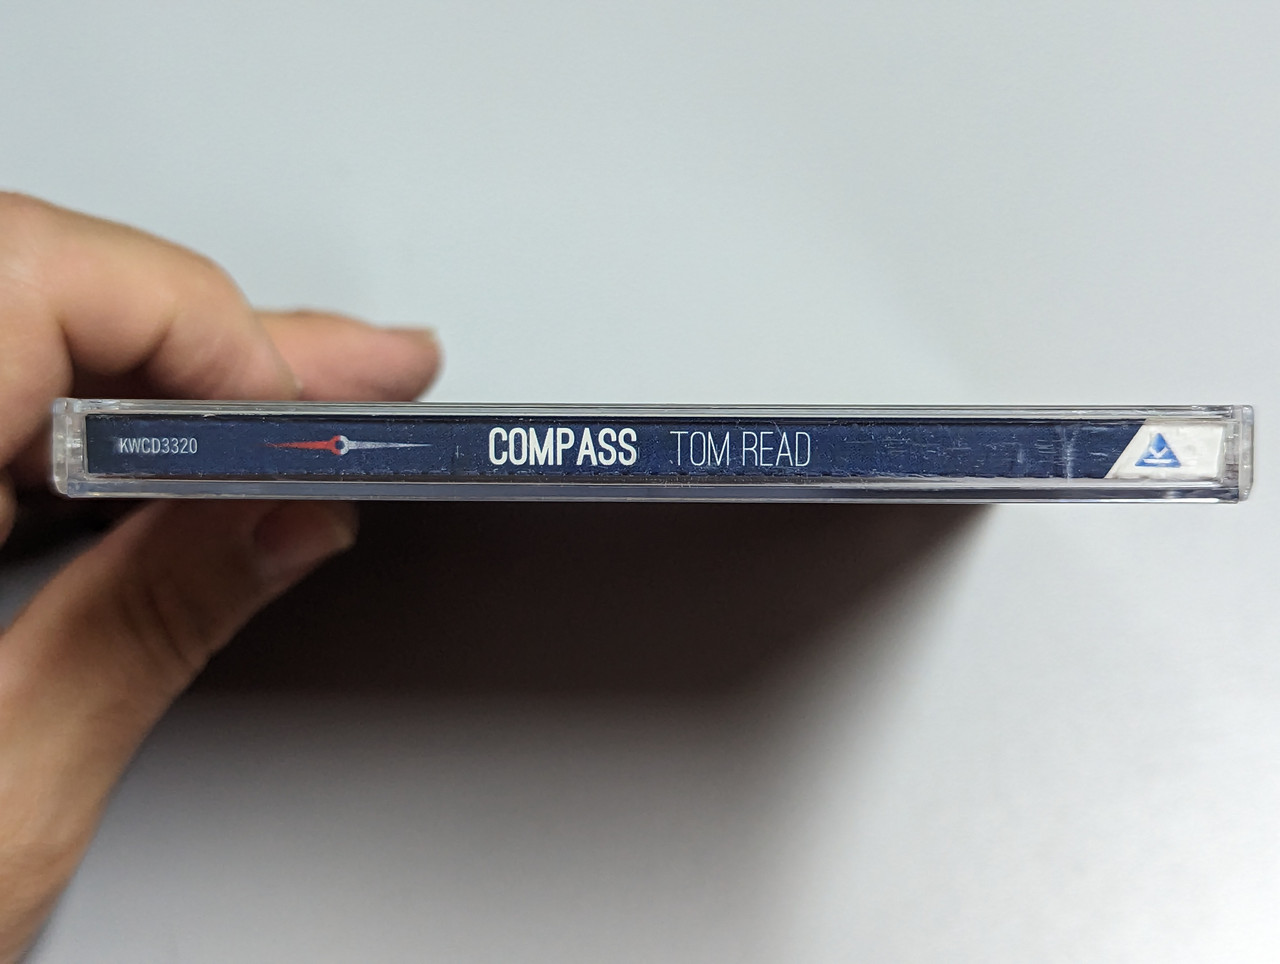 KWCD3320 COMPASS TOM READ